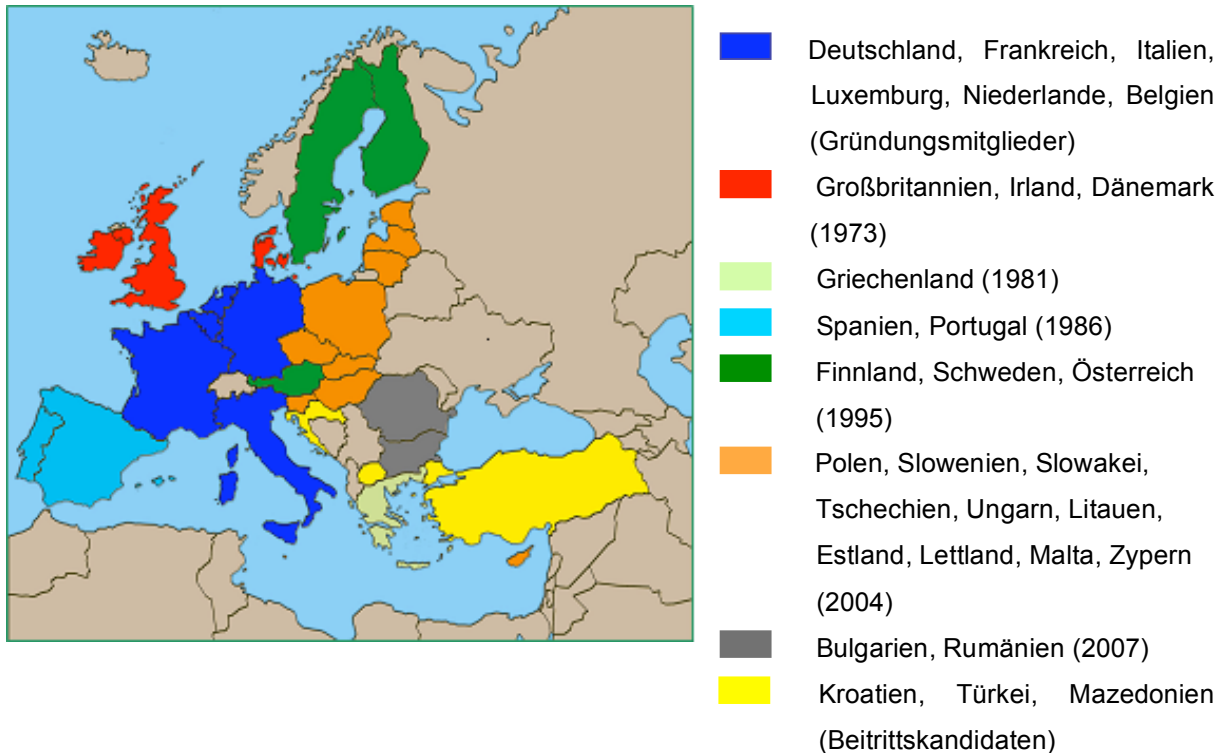 Deutschland, Frankreich, Italien,
Luxemburg, Niederlande, Belgien
(Gründungsmitglieder)
Großbritannien, Irland, Dänemark
(1973)
Griechenland (1981)
Spanien, Portugal (1986)
Finnland, Schweden, Österreich
(1995)
Polen, Slowenien, Slowakei,
Tschechien, Ungarn, Litauen,
Estland, Lettland, Malta, Zypern
(2004)
Bulgarien, Rumänien (2007)
Kroatien, Türkei, Mazedonien
(Beitrittskandidaten)